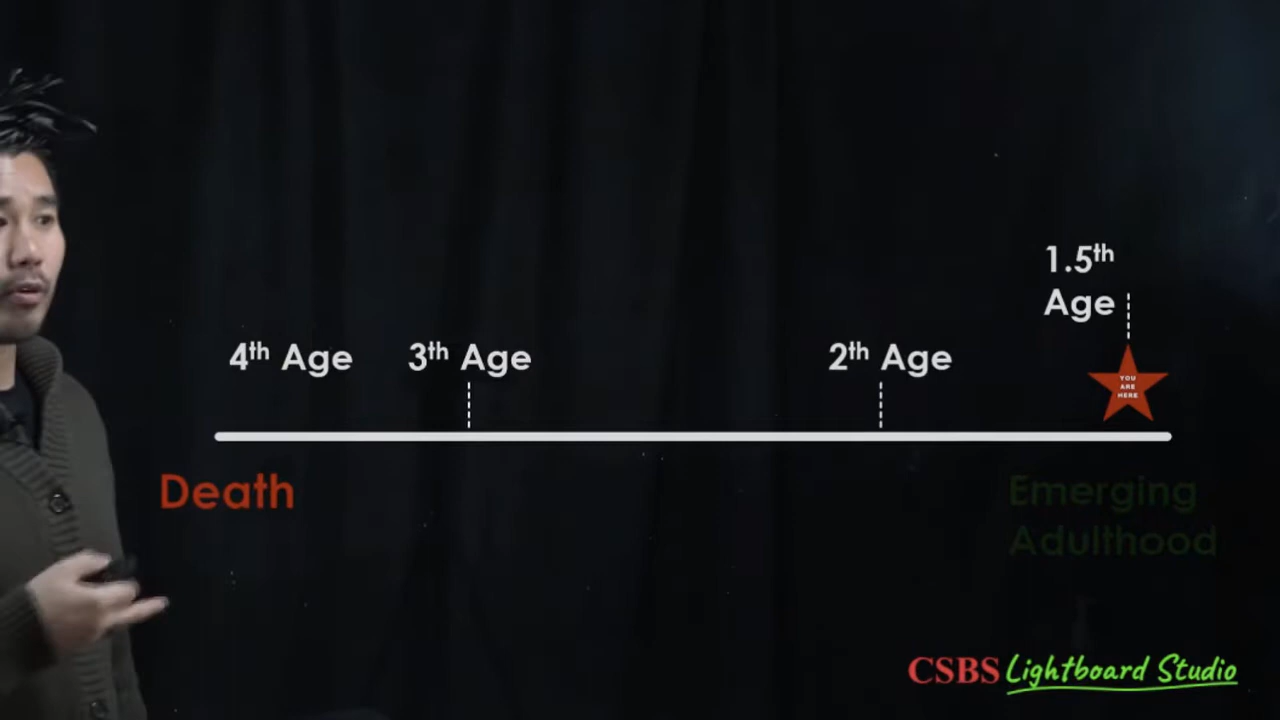 1.5th
Age
4th Age
3th Age
2th Age
YOU
ARE
HERE
Death
Emerging
Adulthood
CSBS Lightboard Studio